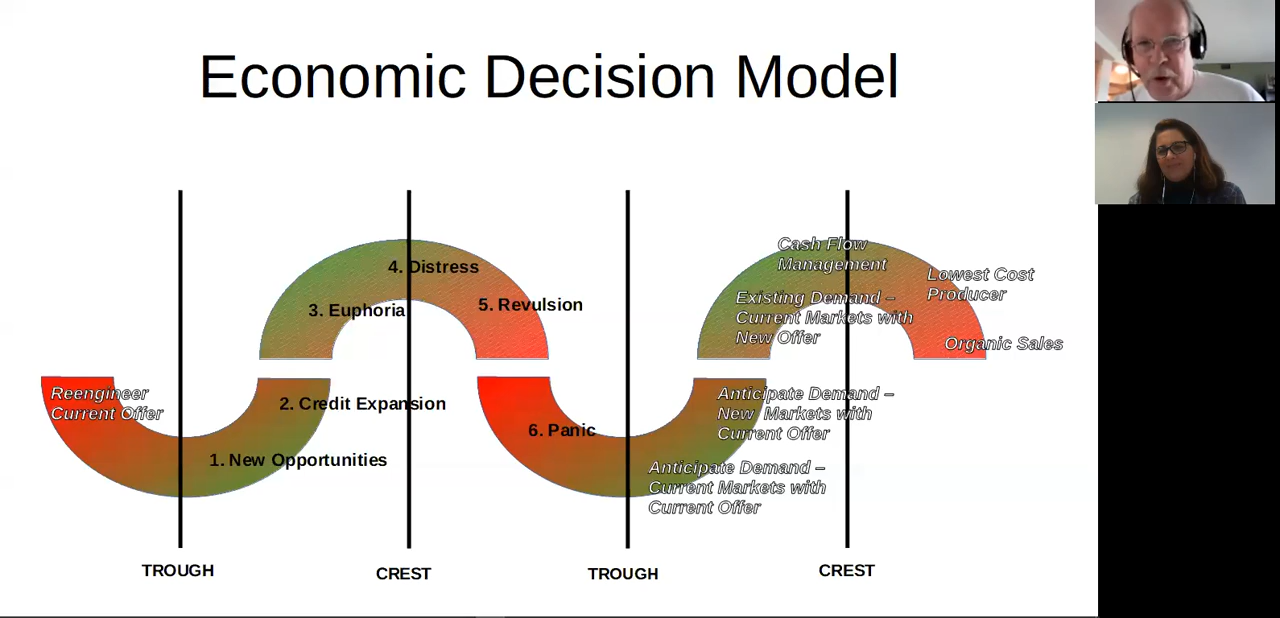 Economic Decision Model
4. Distress
3. Euphoria
5. Revulsion
Cash Flow
Management
Lowest Cost
Producer
Existing Demand –
Current Markets with
New Offer
Organic Sales
Reengineer
Current Offer
2. Credit Expansion
1. New Opportunities
6. Panic
Anticipate Demand –
New Markets with
Current Offer
Anticipate Demand –
Current Markets with
Current Offer
TROUGH
CREST
TROUGH
CREST